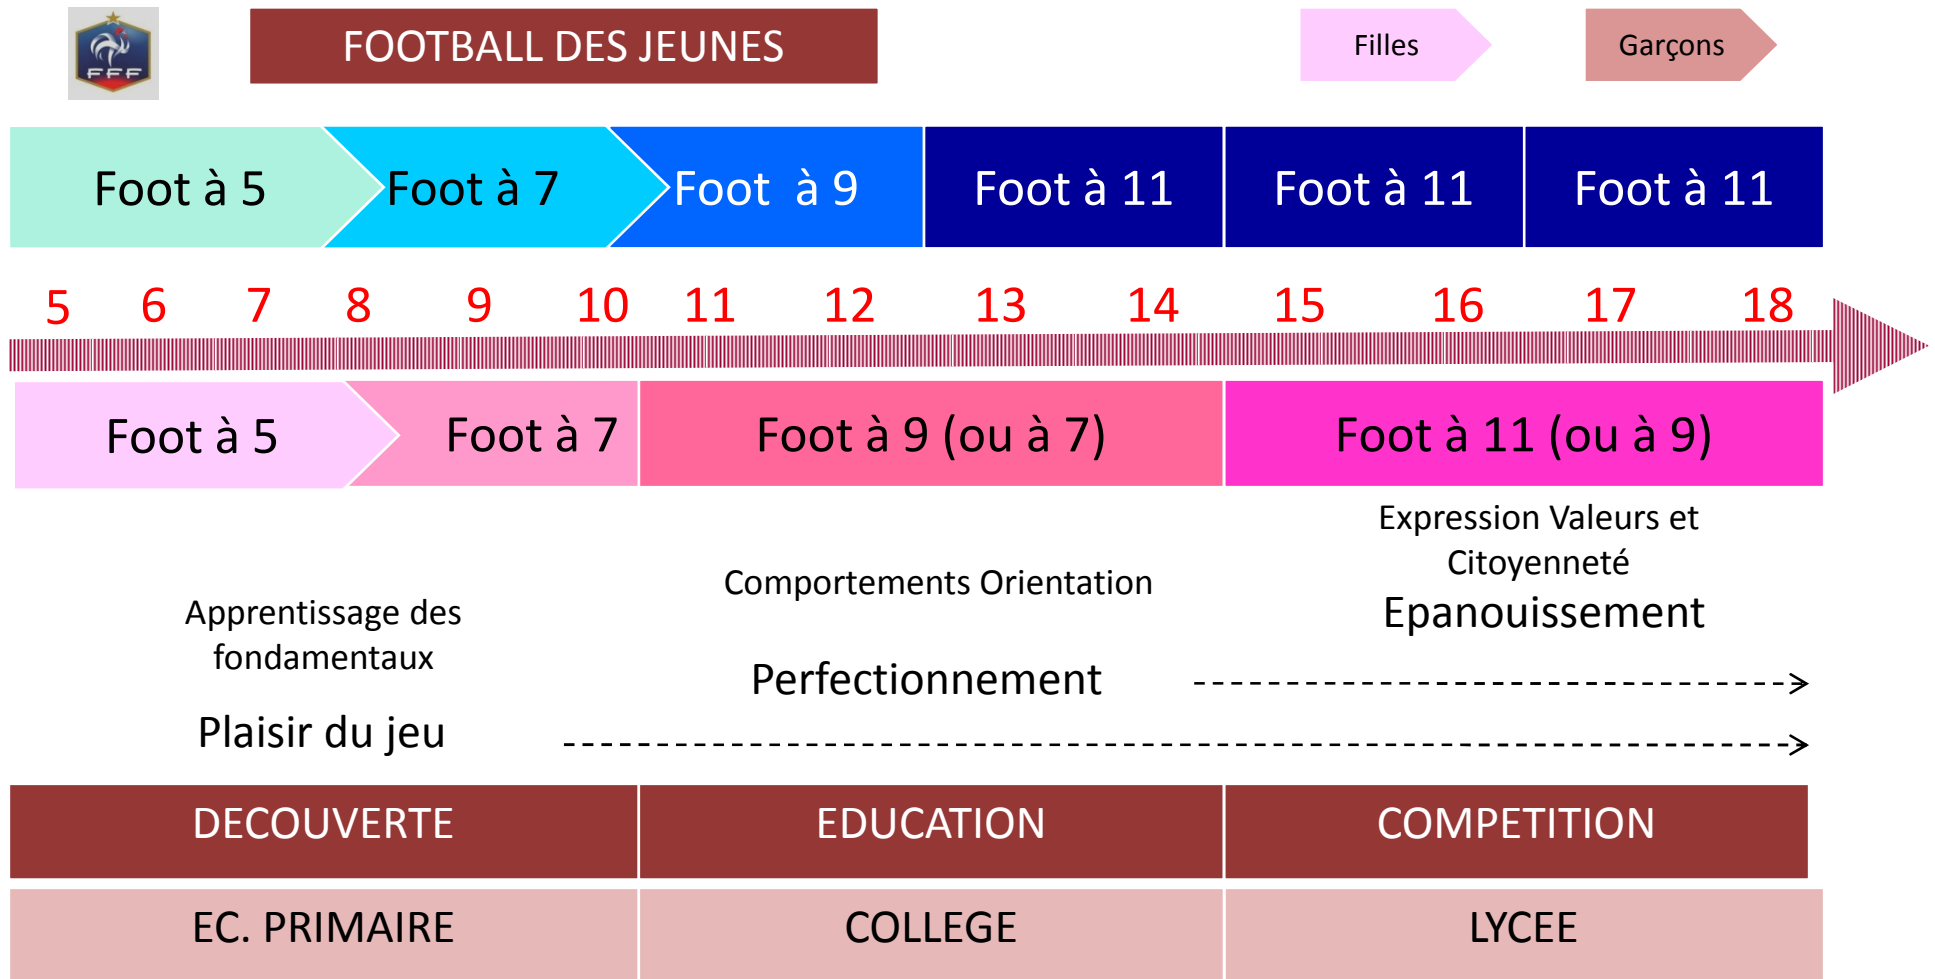 FFF
FOOTBALL DES JEUNES
Filles
Garçons
Foot à 5
Foot à 7
Foot à 9
Foot à 11
Foot à 11
Foot à 11
5 6 7 8 9 10 11 12 13 14 15 16 17 18
Foot à 5
Foot à 7
Foot à 9 (ou à 7)
Foot à 11 (ou à 9)
Apprentissage des
fondamentaux
Plaisir du jeu
Comportements Orientation
Perfectionnement
Expression Valeurs et
Citoyenneté
Epanouissement
DECOUVERTE
EDUCATION
COMPETITION
EC. PRIMAIRE
COLLEGE
LYCEE